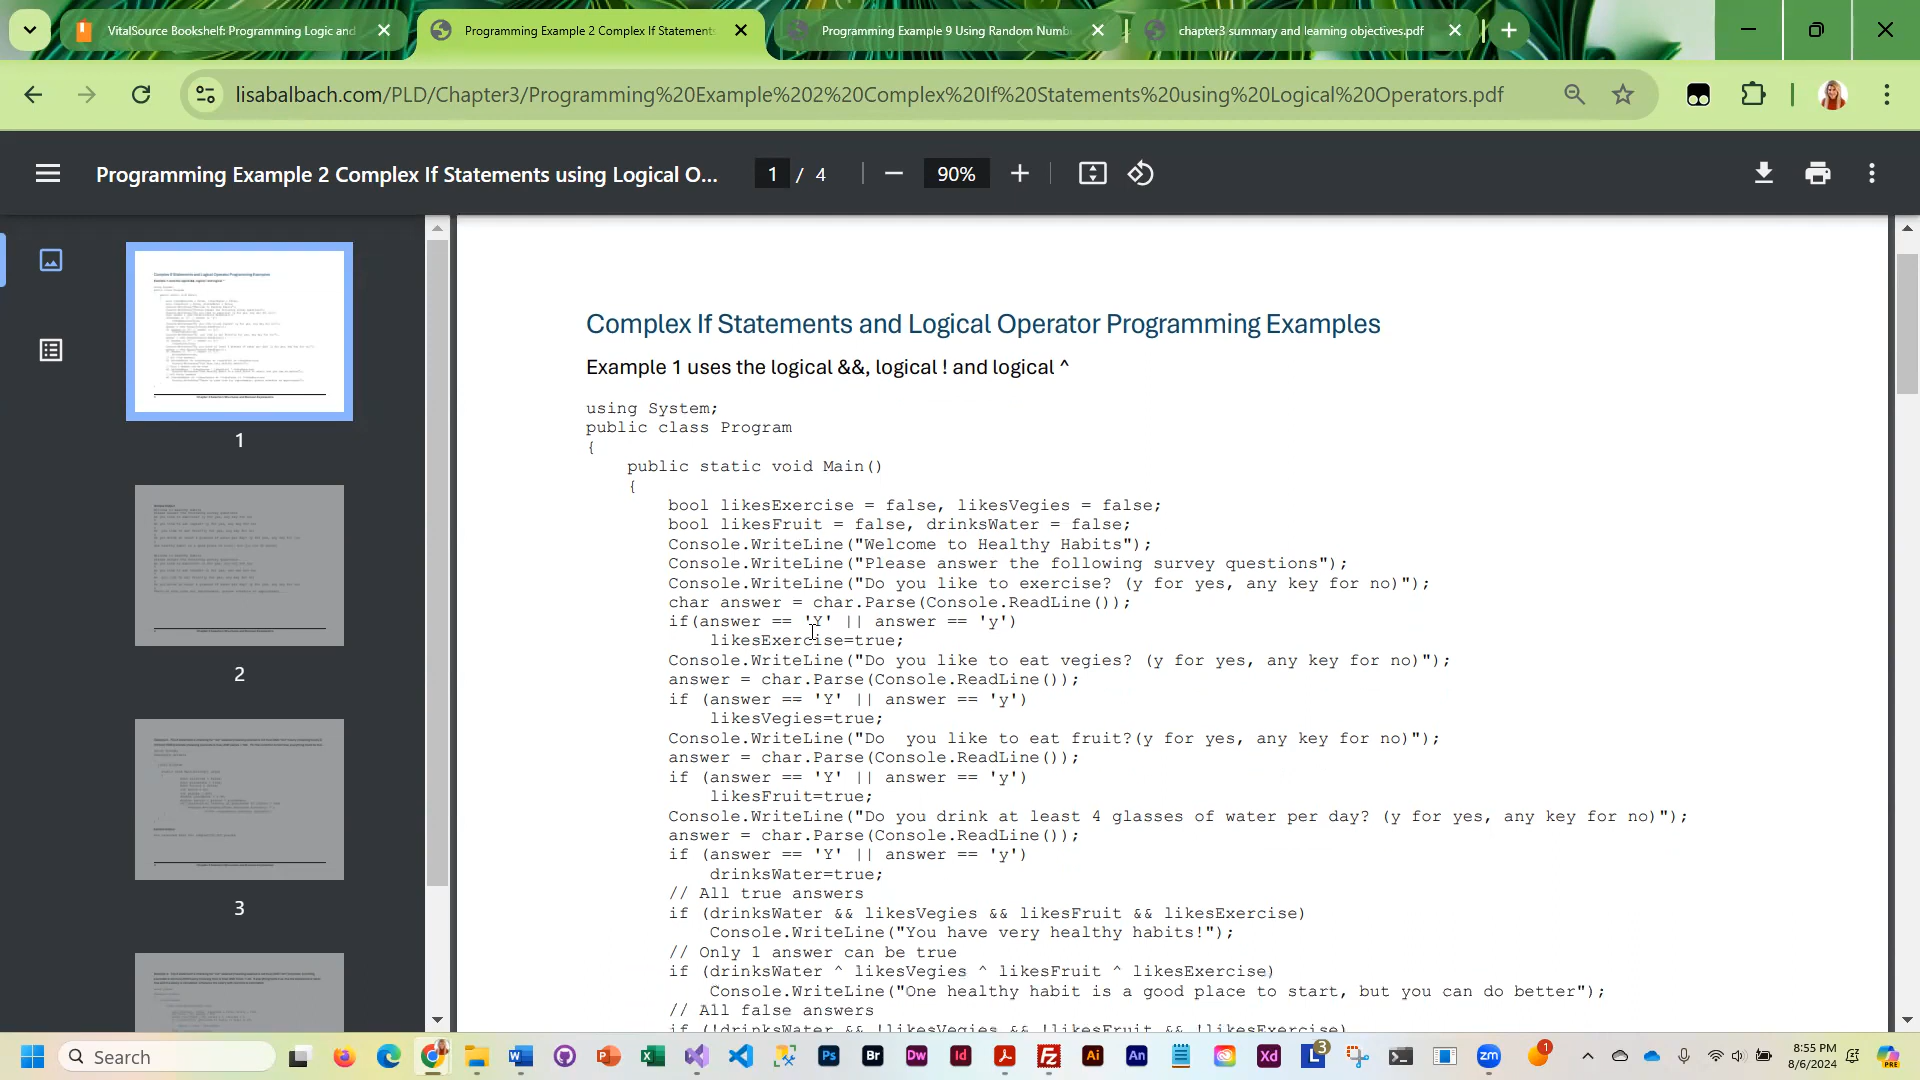 VitalSource Bookshelf: Programming Logic and
Programming Example 2 Complex If Statements
Programming Example 9 Using Random Numb
chapter3 summary and learning objectives.pdf
lisabalbach.com/PLD/Chapter3/Programming%20Example%202%20Complex%20If%20Statements%20using%20Logical%20Operators.pdf
Programming Example 2 Complex If Statements using Logical O...
1 / 4
90%
1
2
3
Complex If Statements and Logical Operator Programming Examples
Example 1 uses the logical &&, logical ! and logical ^
using System;
public class Program
{
public static void Main()
{
bool likesExercise = false, likesVegies = false;
bool likesFruit = false, drinksWater = false;
Console.WriteLine("Welcome to Healthy Habits");
Console.WriteLine("Please answer the following survey questions");
Console.WriteLine("Do you like to exercise? (y for yes, any key for no)");
char answer = char.Parse(Console.ReadLine());
if(answer == 'Y' || answer == 'y')
likesExercise=true;
Console.WriteLine("Do you like to eat vegies? (y for yes, any key for no)");
answer = char.Parse(Console.ReadLine());
if (answer == 'Y' || answer == 'y')
likesVegies=true;
Console.WriteLine("Do  you like to eat fruit?(y for yes, any key for no)");
answer = char.Parse(Console.ReadLine());
if (answer == 'Y' || answer == 'y')
likesFruit=true;
Console.WriteLine("Do you drink at least 4 glasses of water per day? (y for yes, any key for no)");
answer = char.Parse(Console.ReadLine());
if (answer == 'Y' || answer == 'y')
drinksWater=true;
// All true answers
if (drinksWater && likesVegies && likesFruit && likesExercise)
Console.WriteLine("You have very healthy habits!");
// Only 1 answer can be true
if (drinksWater ^ likesVegies ^ likesFruit ^ likesExercise)
Console.WriteLine("One healthy habit is a good place to start, but you can do better");
// All false answers
if (!drinksWater && !likesVegies && !likesFruit && !likesExercise)
Search
8:55 PM
8/6/2024